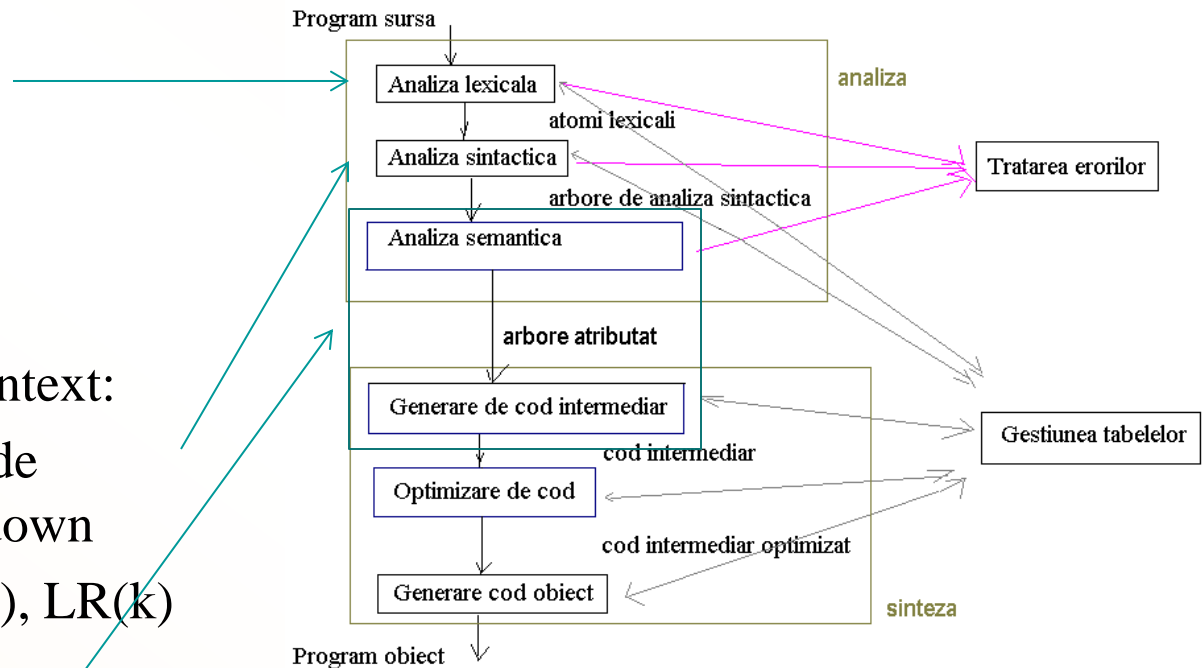 Program sursa
analiza
Analiza lexicala
atomi lexicali
Analiza sintactica
Tratarea erorilor
arbore de analiza sintactica
Analiza semantica
arbore atributat
ntext:
Generare de cod intermediar
Gestiunea tabelelor
de
cod intermediar
Optimizare de cod
own
cod intermediar optimizat
Generare cod obiect
), LR(k)
sinteza
Program obiect